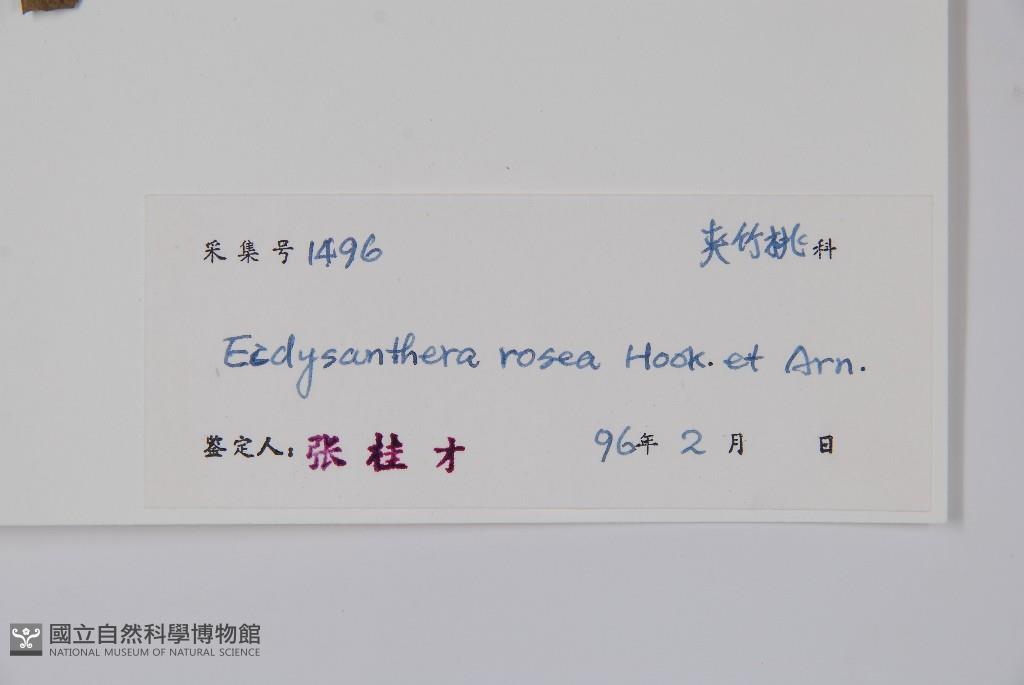 采集号 1496 夹竹桃科
Ecdysanthera rosea Hook. et Arn.
鉴定人: 张桂才 96年 2月 日
國立自然科學博物館
NATIONAL MUSEUM OF NATURAL SCIENCE